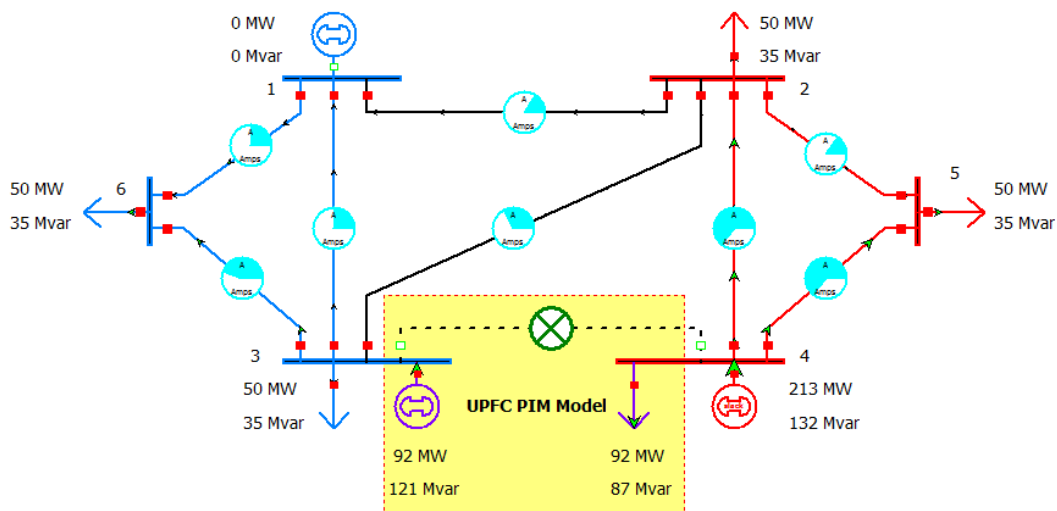 0 MW
0 Mvar
1
50 MW
35 Mvar
2
A
Amps
A
Amps
A
Amps
6
50 MW
35 Mvar
5
50 MW
35 Mvar
A
Amps
A
Amps
A
Amps
A
Amps
A
Amps
3
50 MW
35 Mvar
UPFC PIM Model
4
slack
213 MW
132 Mvar
92 MW
121 Mvar
92 MW
87 Mvar